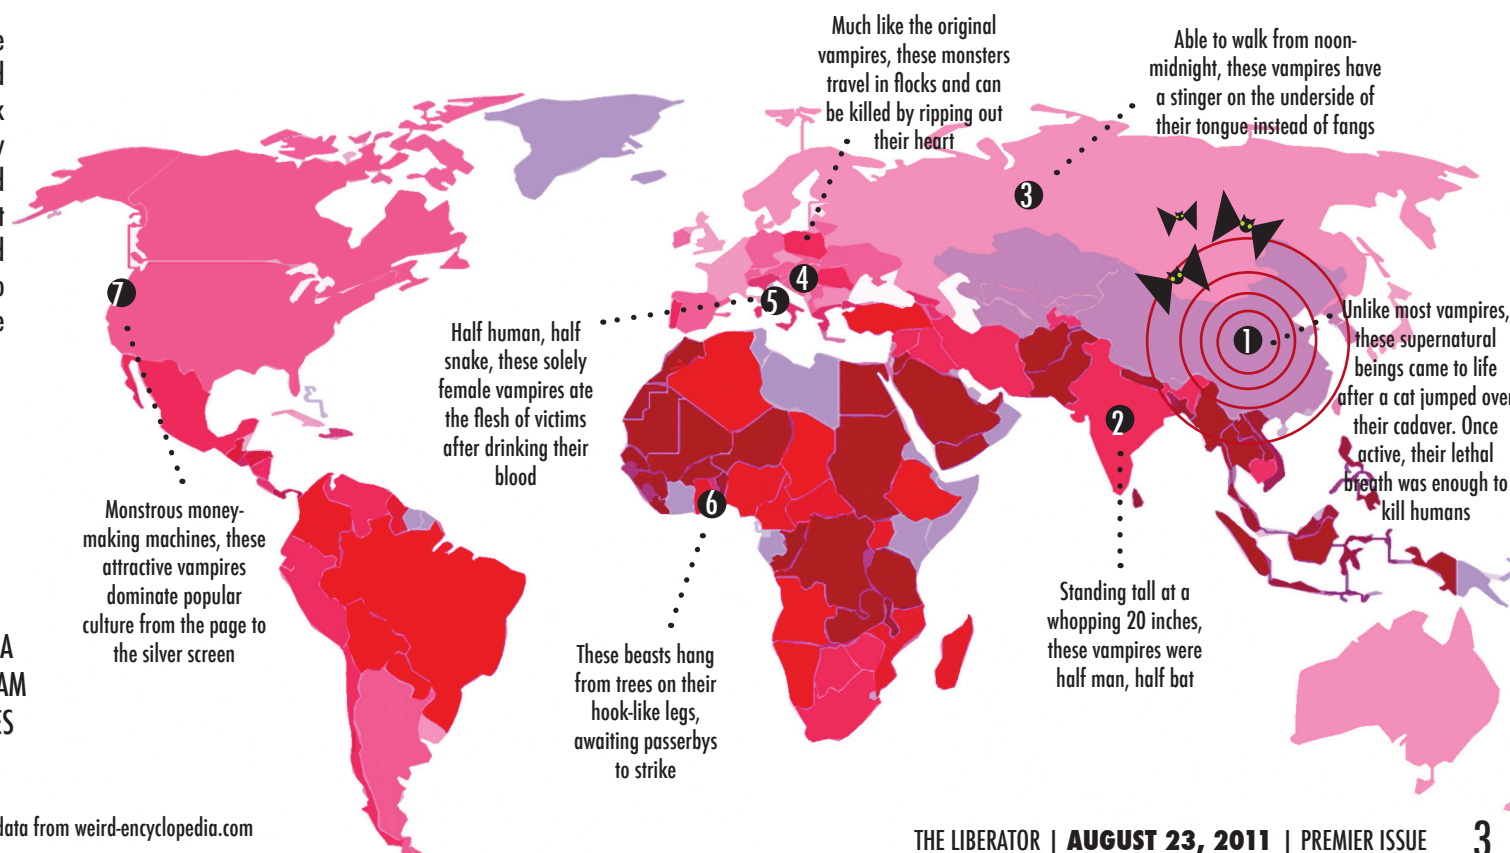 Much like the original
vampires, these monsters
travel in flocks and can
be killed by ripping out
their heart
Able to walk from noon-
midnight, these vampires have
a stinger on the underside of
their tongue instead of fangs
3
7
4
5
1
Unlike most vampires,
these supernatural
beings came to life
after a cat jumped over
their cadaver. Once
active, their lethal
breath was enough to
kill humans
Half human, half
snake, these solely
female vampires ate
the flesh of victims
after drinking their
blood
2
6
Monstrous money-
making machines, these
attractive vampires
dominate popular
culture from the page to
the silver screen
These beasts hang
from trees on their
hook-like legs,
awaiting passerbys
to strike
Standing tall at a
whopping 20 inches,
these vampires were
half man, half bat
A
AM
ES
data from weird-encyclopedia.com
THE LIBERATOR | AUGUST 23, 2011 | PREMIER ISSUE 3